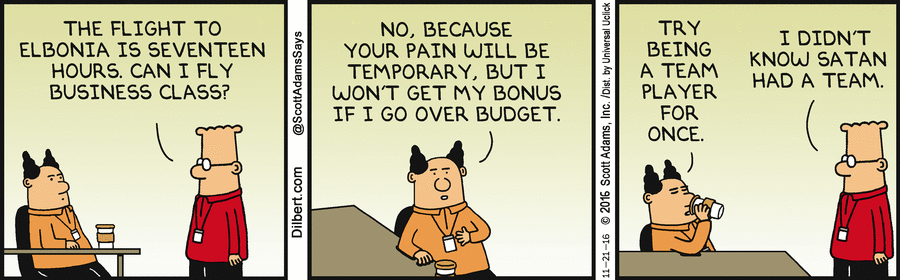 THE FLIGHT TO
ELBONIA IS SEVENTEEN
HOURS. CAN I FLY
BUSINESS CLASS?
Dilbert.com @ScottAdamsSays
NO, BECAUSE
YOUR PAIN WILL BE
TEMPORARY, BUT I
WON'T GET MY BONUS
IF I GO OVER BUDGET.
11-21-16 © 2016 Scott Adams, Inc. /Dist. by Universal Uclick
TRY
BEING
A TEAM
PLAYER
FOR
ONCE.
I DIDN'T
KNOW SATAN
HAD A TEAM.